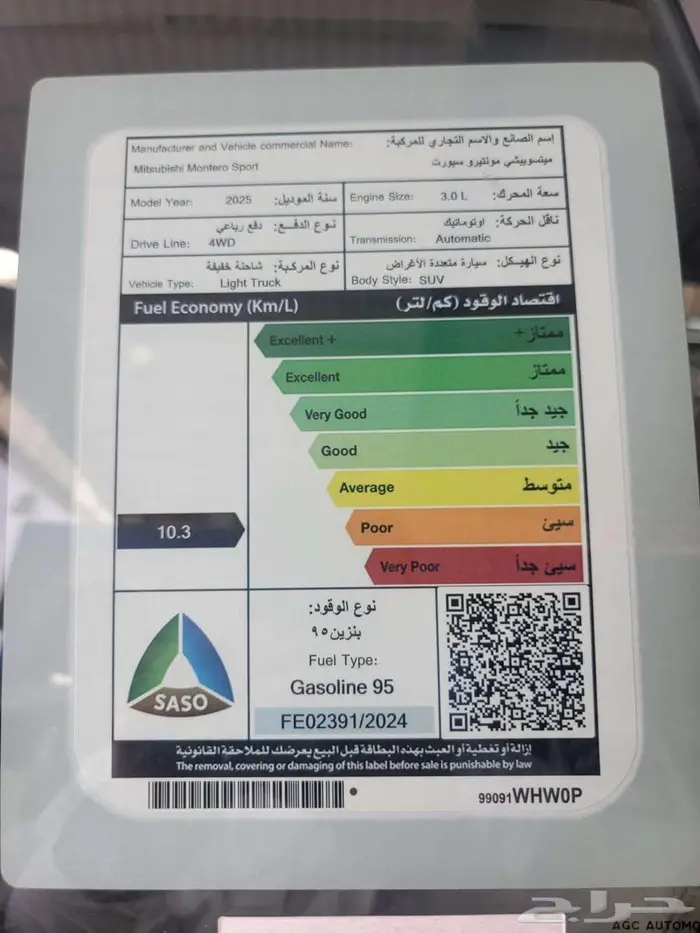 Manufacturer and Vehicle commercial Name: إسم الصانع والاسم التجاري للمركبة:
Mitsubishi Montero Sport ميتسوبيشي مونتيرو سبورت
Model Year: 2025 سنة الموديل:
Engine Size: 3.0 L سعة المحرك:
نوع الدفع: دفع رباعي
Drive Line: 4WD
ناقل الحركة: اوتوماتيك
Transmission: Automatic
نوع المركبة: شاحنة خفيفة
Vehicle Type: Light Truck
نوع الهيكل: سيارة متعددة الأغراض
Body Style: SUV
Fuel Economy (Km/L) اقتصاد الوقود (كم/لتر)
Excellent + ممتاز+
Excellent ممتاز
Very Good جيد جداً
Good جيد
Average متوسط
10.3
Poor سيئ
Very Poor سيئ جداً
SASO
نوع الوقود:
بنزين ٩٥
Fuel Type:
Gasoline 95
FE02391/2024
إزالة أو تغطية أو العبث بهذه البطاقة قبل البيع يعرضك للملاحقة القانونية
The removal, covering or damaging of this label before sale is punishable by law
99091WHW0P
حراج
AGC AUTOMO